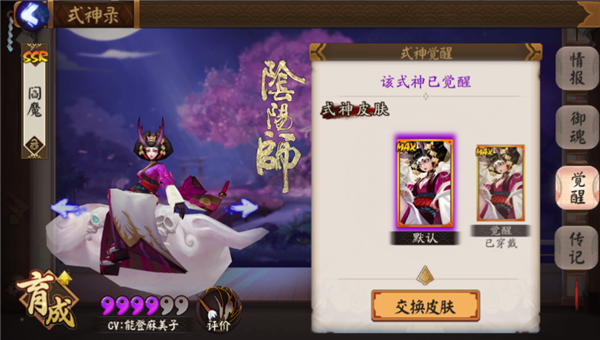 式神录
SSR
阎魔
陰陽師
式神觉醒
该式神已觉醒
式神皮肤
MAX
默认
MAX
觉醒
已穿戴
交换皮肤
情报
御魂
觉醒
传记
育成
999999
CV:能登麻美子
评价